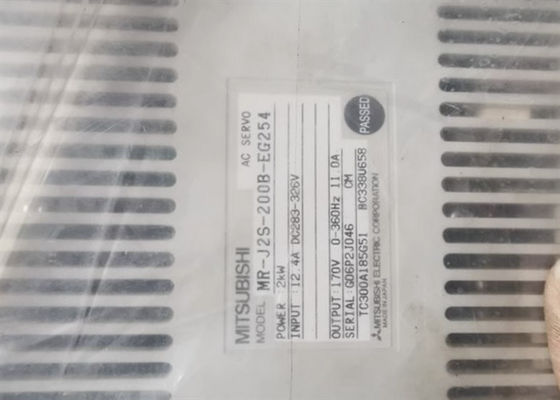 MITSUBISHI AC SERVO
MODEL MR-J2S-200B-EG254
POWER :2kW
INPUT :12.4A DC283-326V
OUTPUT:170V 0-360Hz 11.0A
SERIAL:G06P2J046 CM
TC300A185G51 BC338U658
MITSUBISHI ELECTRIC CORPORATION
MADE IN JAPAN
PASSED